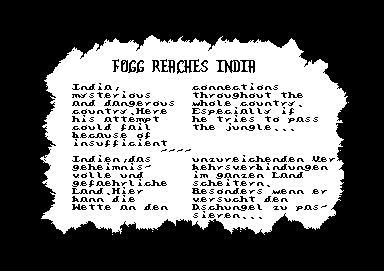 FOGG REACHES INDIA
India,
mysterious
and dangerous
country.Here
his attempt
could fail
because of
insufficient
connections
throughout the
whole country.
Especially if
he tries to pass
the jungle...
~~~~
Indien,das
geheimnis-
volle und
gefaehrliche
Land.Hier
kann die
Wette an den
unzureichenden Ver
kehrsverbindungen
im ganzen Land
scheitern.
Besonders wenn er
versucht den
Dschungel zu pas-
sieren...